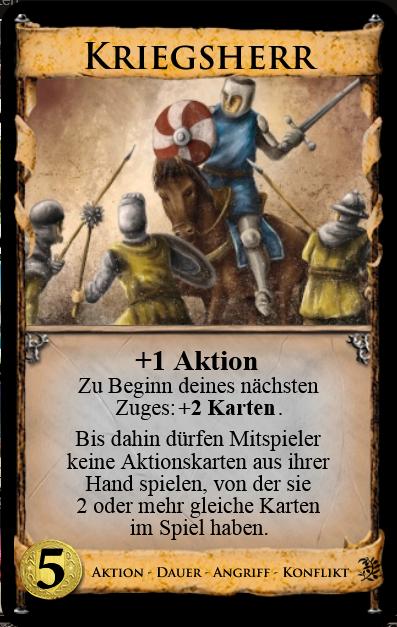 KRIEGSHERR
+1 Aktion
Zu Beginn deines nächsten
Zuges: +2 Karten.
Bis dahin dürfen Mitspieler
keine Aktionskarten aus ihrer
Hand spielen, von der sie
2 oder mehr gleiche Karten
im Spiel haben.
5
AKTION - DAUER - ANGRIFF - KONFLIKT